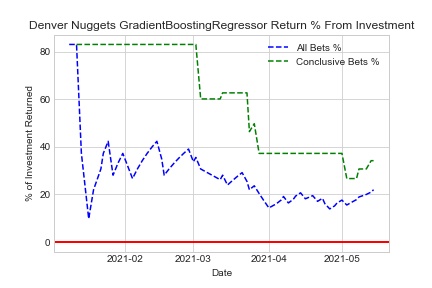 Denver Nuggets GradientBoostingRegressor Return % From Investment
All Bets %
Conclusive Bets %
% of Investment Returned
80
60
40
20
0
2021-02 2021-03 2021-04 2021-05
Date